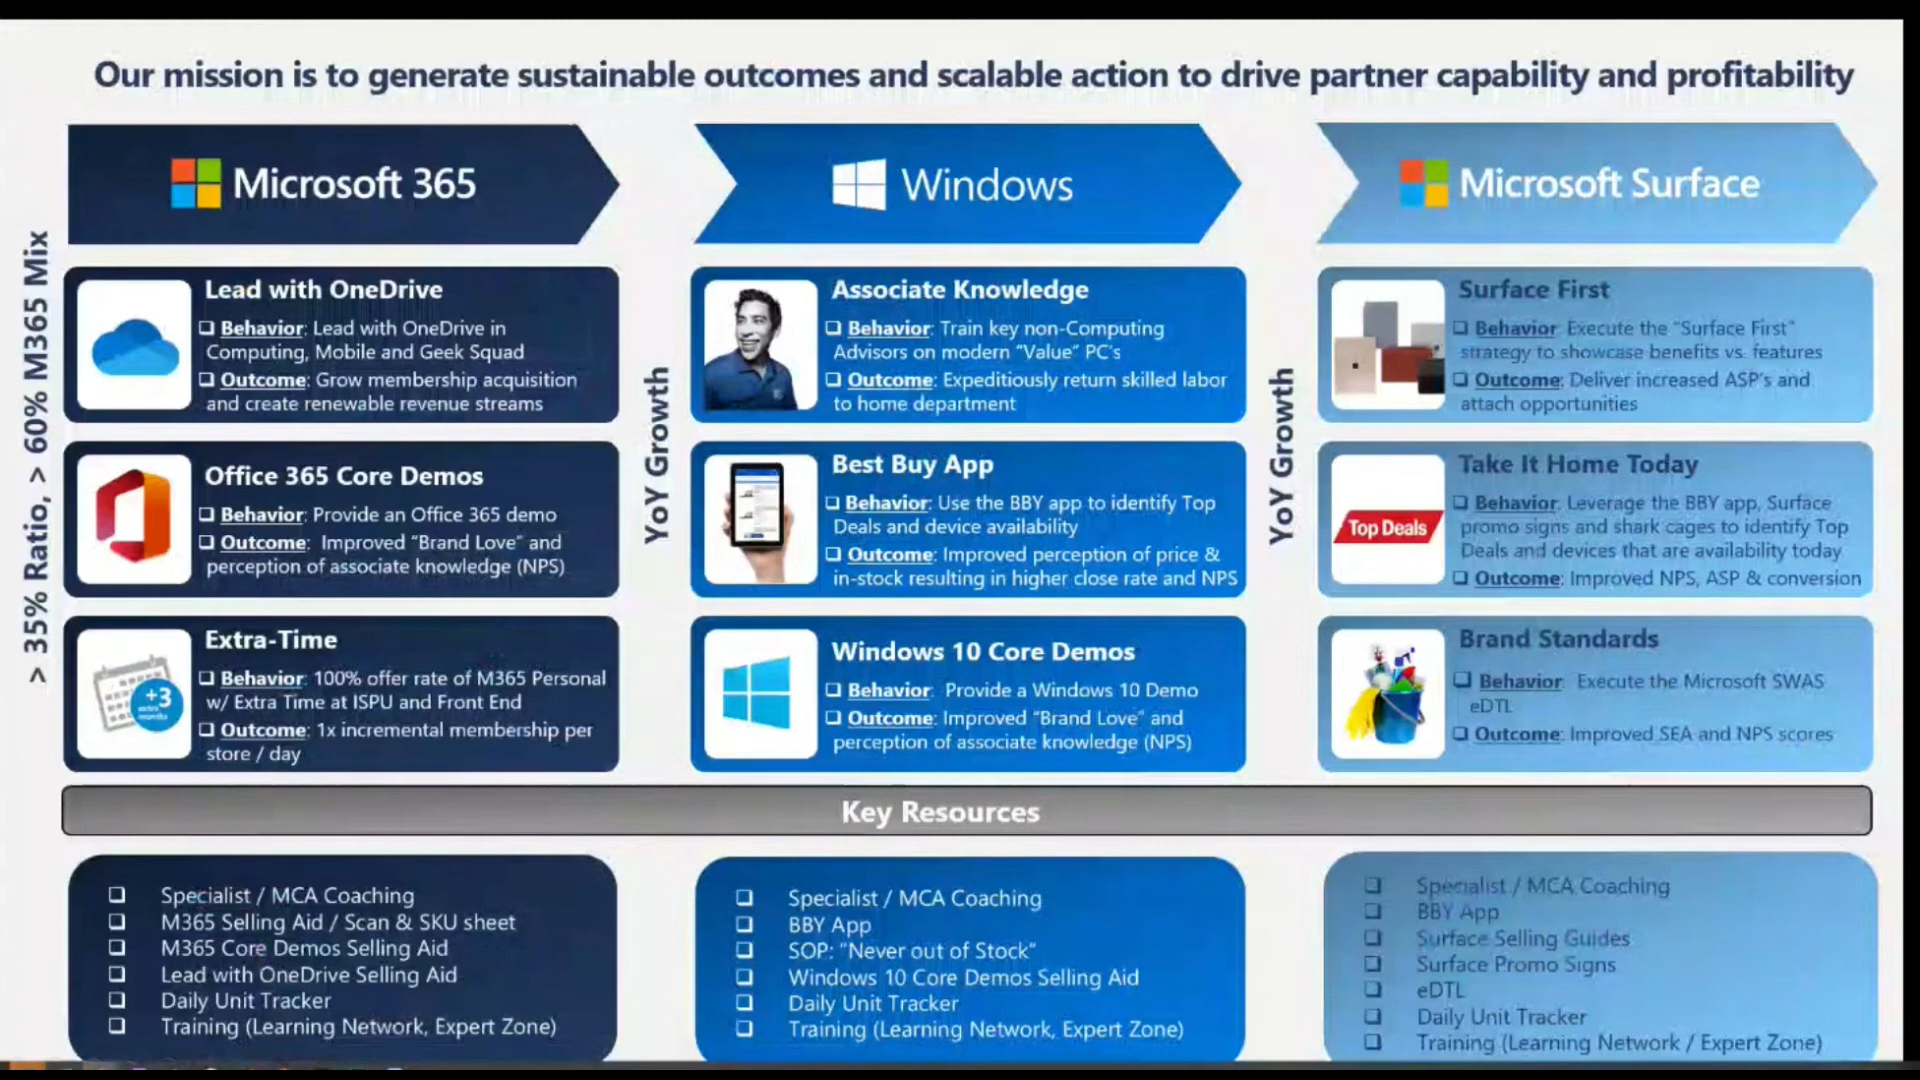 Our mission is to generate sustainable outcomes and scalable action to drive partner capability and profitability
Microsoft 365
> 35% Ratio, > 60% M365 Mix
Lead with OneDrive
❑ Behavior: Lead with OneDrive in
Computing, Mobile and Geek Squad
❑ Outcome: Grow membership acquisition
and create renewable revenue streams
Office 365 Core Demos
❑ Behavior: Provide an Office 365 demo
❑ Outcome: Improved “Brand Love” and
perception of associate knowledge (NPS)
+3
extra
months
Extra-Time
❑ Behavior: 100% offer rate of M365 Personal
w/ Extra Time at ISPU and Front End
❑ Outcome: 1x incremental membership per
store / day
Windows
YoY Growth
Associate Knowledge
❑ Behavior: Train key non-Computing
Advisors on modern “Value” PC's
❑ Outcome: Expeditiously return skilled labor
to home department
Best Buy App
❑ Behavior: Use the BBY app to identify Top
Deals and device availability
❑ Outcome: Improved perception of price &
in-stock resulting in higher close rate and NPS
Windows 10 Core Demos
❑ Behavior: Provide a Windows 10 Demo
❑ Outcome: Improved “Brand Love” and
perception of associate knowledge (NPS)
Microsoft Surface
YoY Growth
Surface First
❑ Behavior: Execute the “Surface First”
strategy to showcase benefits vs. features
❑ Outcome: Deliver increased ASP's and
attach opportunities
Top Deals
Take It Home Today
❑ Behavior: Leverage the BBY app, Surface
promo signs and shark cages to identify Top
Deals and devices that are availability today
❑ Outcome: Improved NPS, ASP & conversion
Brand Standards
❑ Behavior: Execute the Microsoft SWAS
eDTL
❑ Outcome: Improved SEA and NPS scores
Key Resources
❑ Specialist / MCA Coaching
❑ M365 Selling Aid / Scan & SKU sheet
❑ M365 Core Demos Selling Aid
❑ Lead with OneDrive Selling Aid
❑ Daily Unit Tracker
❑ Training (Learning Network, Expert Zone)
❑ Specialist / MCA Coaching
❑ BBY App
❑ SOP: “Never out of Stock”
❑ Windows 10 Core Demos Selling Aid
❑ Daily Unit Tracker
❑ Training (Learning Network, Expert Zone)
❑ Specialist / MCA Coaching
❑ BBY App
❑ Surface Selling Guides
❑ Surface Promo Signs
❑ eDTL
❑ Daily Unit Tracker
❑ Training (Learning Network / Expert Zone)